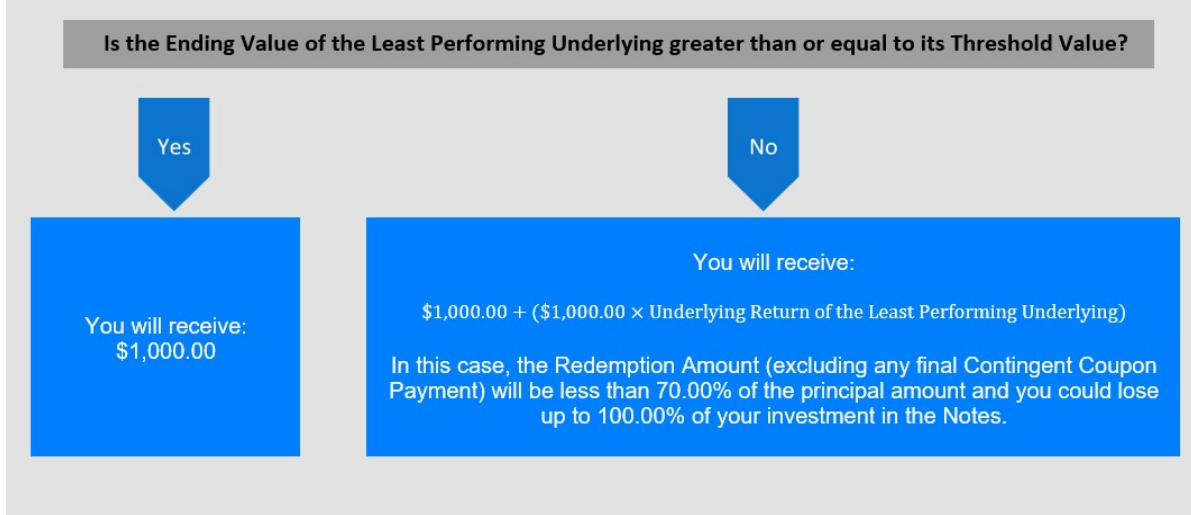 Is the Ending Value of the Least Performing Underlying greater than or equal to its Threshold Value?
Yes
No
You will receive:
$1,000.00
You will receive:
$1,000.00 + ($1,000.00 × Underlying Return of the Least Performing Underlying)
In this case, the Redemption Amount (excluding any final Contingent Coupon
Payment) will be less than 70.00% of the principal amount and you could lose
up to 100.00% of your investment in the Notes.